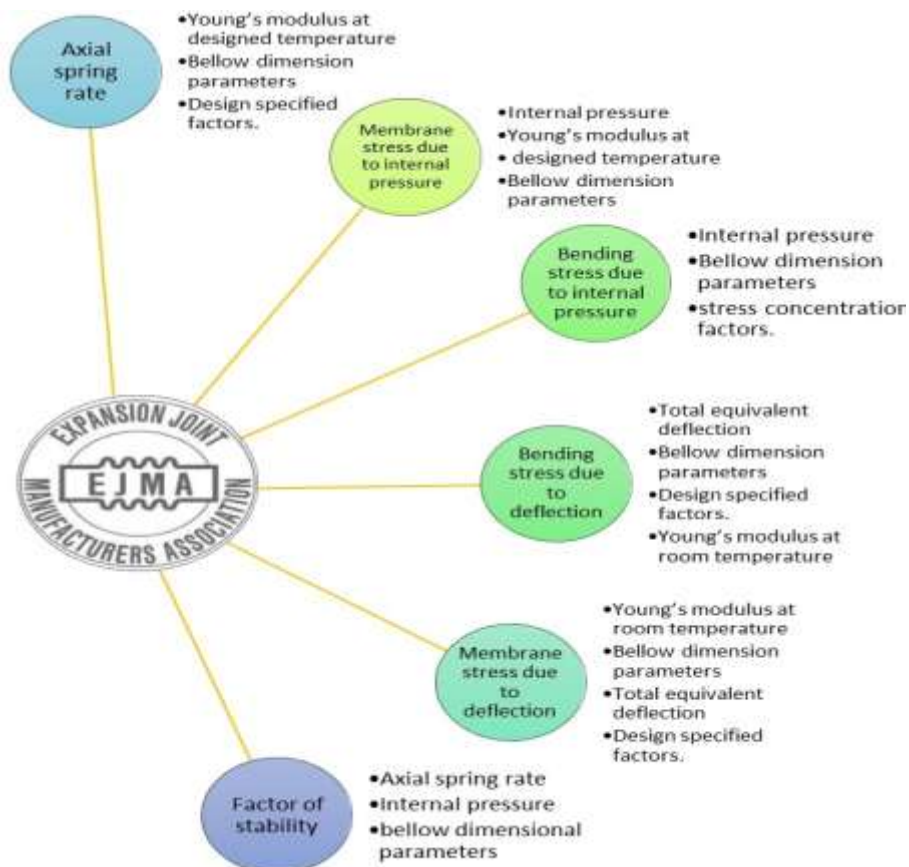 Axial
spring
rate
•Young's modulus at
designed temperature
•Bellow dimension
parameters
•Design specified
factors.
Membrane
stress due
to internal
pressure
•Internal pressure
•Young's modulus at
• designed temperature
•Bellow dimension
parameters
Bending
stress due
to internal
pressure
•Internal pressure
•Bellow dimension
parameters
•stress concentration
factors.
EXPANSION JOINT
EJMA
MANUFACTURERS ASSOCIATION
Bending
stress due
to
deflection
•Total equivalent
deflection
•Bellow dimension
parameters
•Design specified
factors.
•Young's modulus at
room temperature
Membrane
stress due
to
deflection
•Young's modulus at
room temperature
•Bellow dimension
parameters
•Total equivalent
deflection
•Design specified
factors.
Factor of
stability
•Axial spring rate
•Internal pressure
•bellow dimensional
parameters